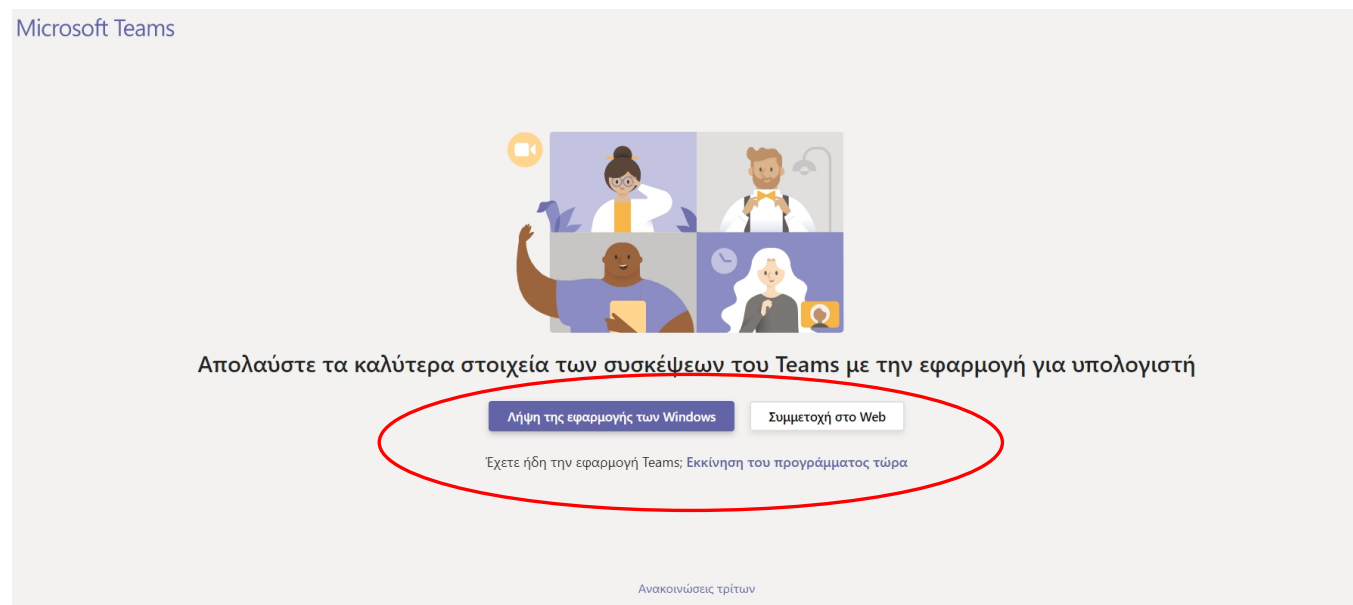 Microsoft Teams
Απολαύστε τα καλύτερα στοιχεία των συσκέψεων του Teams με την εφαρμογή για υπολογιστή
Λήψη της εφαρμογής των Windows Συμμετοχή στο Web
Έχετε ήδη την εφαρμογή Teams; Εκκίνηση του προγράμματος τώρα
Ανακοινώσεις τρίτων